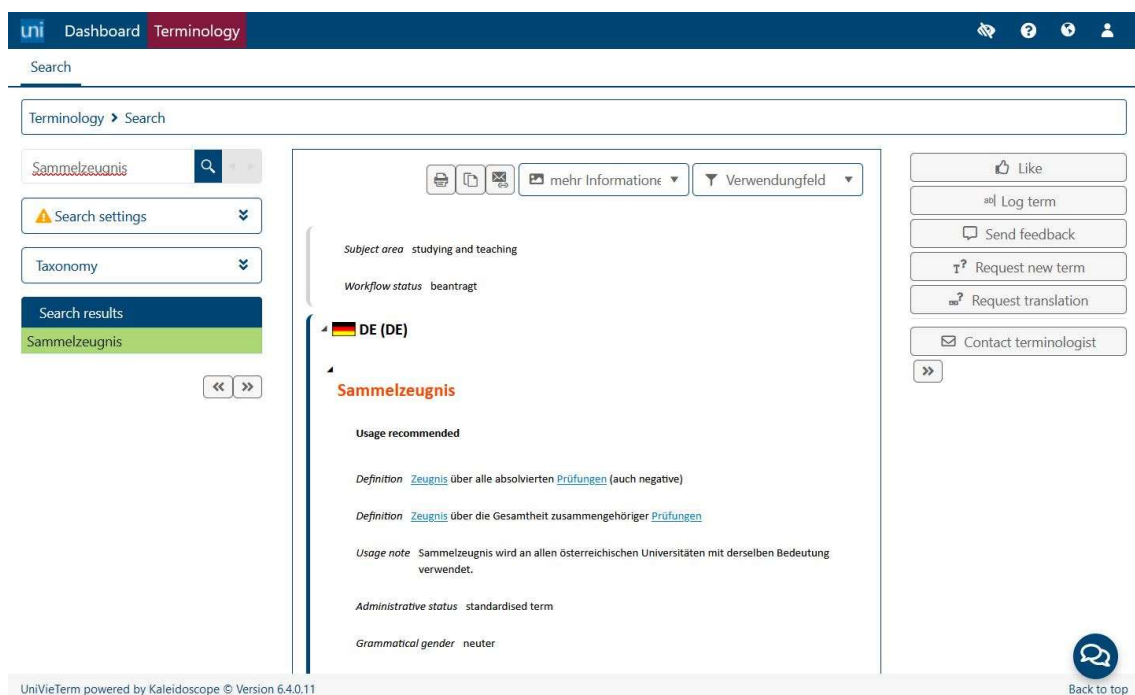 uni Dashboard Terminology
Search
Terminology > Search
Sammelzeugnis
Search settings
Taxonomy
Search results
Sammelzeugnis
mehr Informatione
Verwendungfeld
Subject area studying and teaching
Workflow status beantragt
DE (DE)
Sammelzeugnis
Usage recommended
Definition Zeugnis über alle absolvierten Prüfungen (auch negative)
Definition Zeugnis über die Gesamtheit zusammengehöriger Prüfungen
Usage note Sammelzeugnis wird an allen österreichischen Universitäten mit derselben Bedeutung
verwendet.
Administrative status standardised term
Grammatical gender neuter
Like
Log term
Send feedback
Request new term
Request translation
Contact terminologist
UniVieTerm powered by Kaleidoscope © Version 6.4.0.11
Back to top